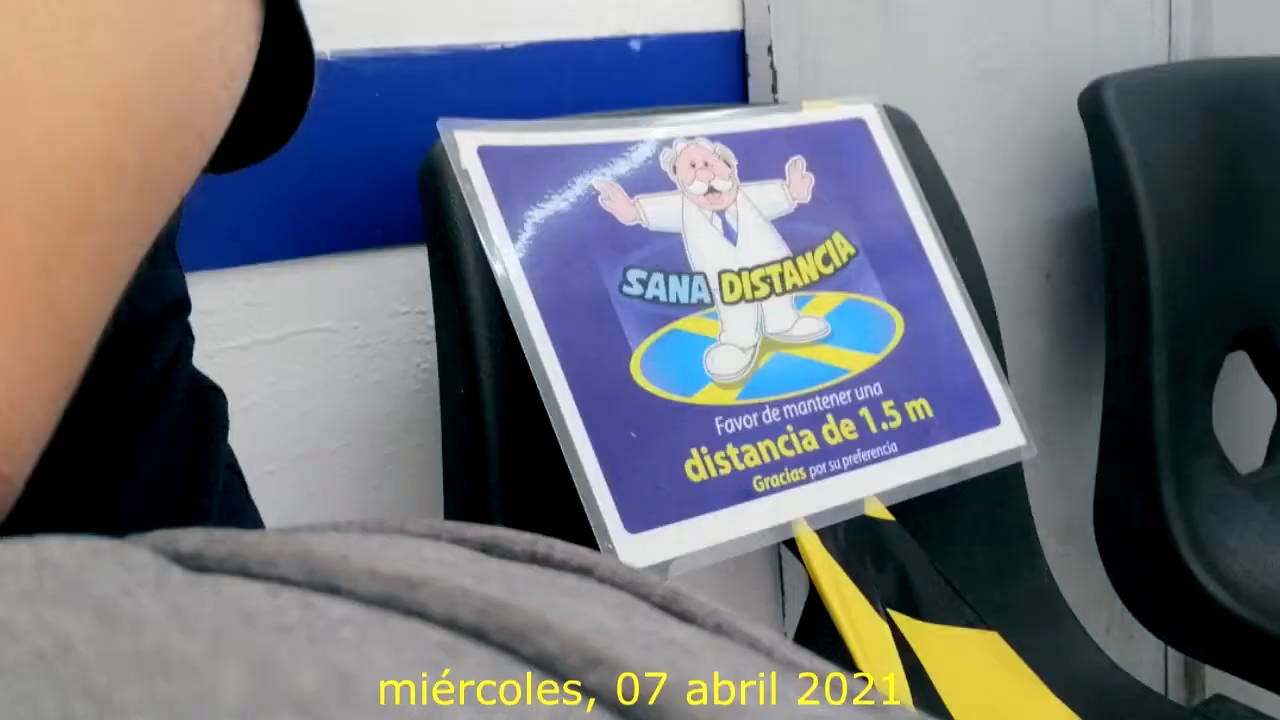 SANA DISTANCIA
Favor de mantener una
distancia de 1.5 m
Gracias por su preferencia
miércoles, 07 abril 2021